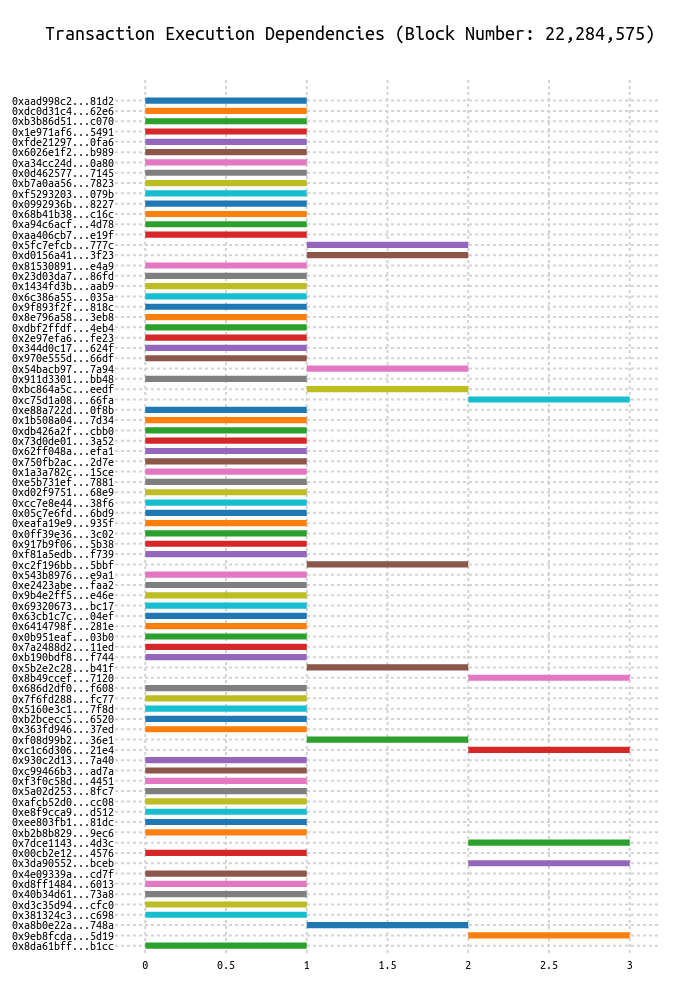 Transaction Execution Dependencies (Block Number: 22,284,575)
0xaad998c2...81d2
0xdc0d31c4...62e6
0xb3b86d51...c070
0x1e971af6...5491
0xfde21297...0fa6
0x6026e1f2...b989
0xa34cc24d...0a80
0x0d462577...7145
0xb7a0aa56...7823
0xf5293203...079b
0x0992936b...8227
0x68b41b38...c16c
0xa94c6acf...4d78
0xaa406cb7...e19f
0x5fc7efcb...777c
0xd0156a41...3f23
0x81530891...e4a9
0x23d03da7...86fd
0x1434fd3b...aab9
0x6c386a55...035a
0x9f893f2f...818c
0x8e796a58...3eb8
0xdbf2ffdf...4eb4
0x2e97efa6...fe23
0x344d0c17...624f
0x970e555d...66df
0x54bacb97...7a94
0x911d3301...bb48
0xbc864a5c...eedf
0xc75d1a08...66fa
0xe88a722d...0f8b
0x1b508a04...7d34
0xdb426a2f...cbb0
0x73d0de01...3a52
0x62ff048a...efa1
0x750fb2ac...2d7e
0x1a3a782c...15ce
0xe5b731ef...7881
0xd02f9751...68e9
0xcc7e8e44...38f6
0x05c7e6fd...6bd9
0xeafa19e9...935f
0x0ff39e36...3c02
0x917b9f06...5b38
0xf81a5edb...f739
0xc2f196bb...5bbf
0x543b8976...e9a1
0xe2423abe...faa2
0x9b4e2ff5...e46e
0x69320673...bc17
0x63cb1c7c...04ef
0x6414798f...281e
0x0b951eaf...03b0
0x7a2488d2...11ed
0xb190bdf8...f744
0x5b2e2c28...b41f
0x8b49ccef...7120
0x686d2df0...f608
0x7f6fd288...fc77
0x5160e3c1...7f8d
0xb2bcecc5...6520
0x363fd946...37ed
0xf08d99b2...36e1
0xc1c6d306...21e4
0x930c2d13...7a40
0xc99466b3...ad7a
0xf3f0c58d...4451
0x5a02d253...8fc7
0xafcb52d0...cc08
0xe8f9cca9...d512
0xee803fb1...81dc
0xb2b8b829...9ec6
0x7dce1143...4d3c
0x00cb2e12...4576
0x3da90552...bceb
0x4e09339a...cd7f
0xd8ff1484...6013
0x40b34d61...73a8
0xd3c35d94...cfc0
0x381324c3...c698
0xa8b0e22a...748a
0x9eb8fcda...5d19
0x8da61bff...b1cc
0 0.5 1 1.5 2 2.5 3